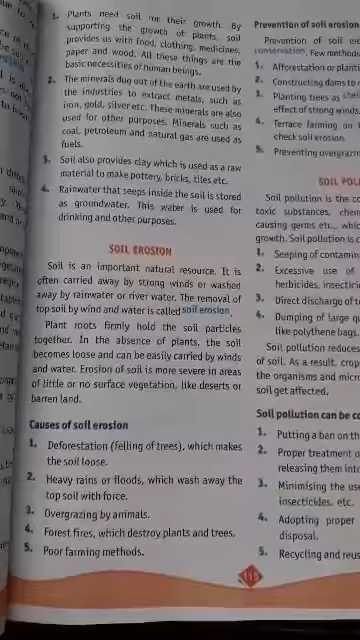 1. Plants need soil for their growth. By
supporting the growth of plants, soil
provides us with food, clothing, medicines,
paper and wood. All these things are the
basic necessities of human beings.
2. The minerals dug out of the earth are used by
the industries to extract metals, such as
iron, gold, silver etc. These minerals are also
used for other purposes. Minerals such as
coal, petroleum and natural gas are used as
fuels.
3. Soil also provides clay which is used as a raw
material to make pottery, bricks, tiles etc.
4. Rainwater that seeps inside the soil is stored
as groundwater. This water is used for
drinking and other purposes.
SOIL EROSION
Soil is an important natural resource. It is
often carried away by strong winds or washed
away by rainwater or river water. The removal of
top soil by wind and water is called soil erosion.
Plant roots firmly hold the soil particles
together. In the absence of plants, the soil
becomes loose and can be easily carried by winds
and water. Erosion of soil is more severe in areas
of little or no surface vegetation, like deserts or
barren land.
Causes of soil erosion
1. Deforestation (felling of trees), which makes
the soil loose.
2. Heavy rains or floods, which wash away the
top soil with force.
3. Overgrazing by animals.
4. Forest fires, which destroy plants and trees.
5. Poor farming methods.
Prevention of soil erosion
Prevention of soil
conservation. Few methods
1. Afforestation or planti
2. Constructing dams to
3. Planting trees as
effect of strong winds.
4. Terrace farming on
check soil erosion.
5. Preventing overgrazin
SOIL POL
Soil pollution is the co
toxic substances, chem
causing germs etc., whic
growth. Soil pollution is
1. Seeping of contamin
2. Excessive use of
herbicides, insectici
3. Direct discharge of t
4. Dumping of large qu
like polythene bags.
Soil pollution reduces
of soil. As a result, crop
the organisms and micr
soil get affected.
Soil pollution can be co
1. Putting a ban on th
2. Proper treatment o
releasing them into
3. Minimising the use
insecticides, etc.
4. Adopting proper
disposal.
5. Recycling and reus
113